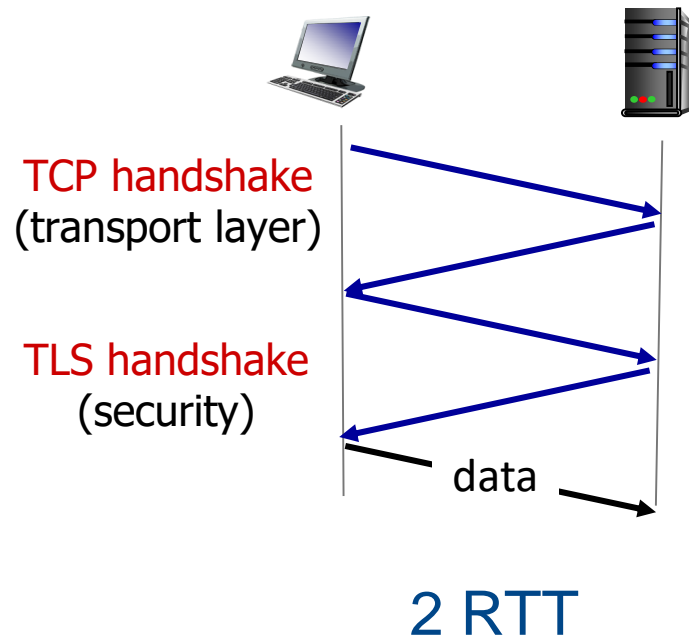 TCP handshake
(transport layer)
TLS handshake
(security)
data
2 RTT